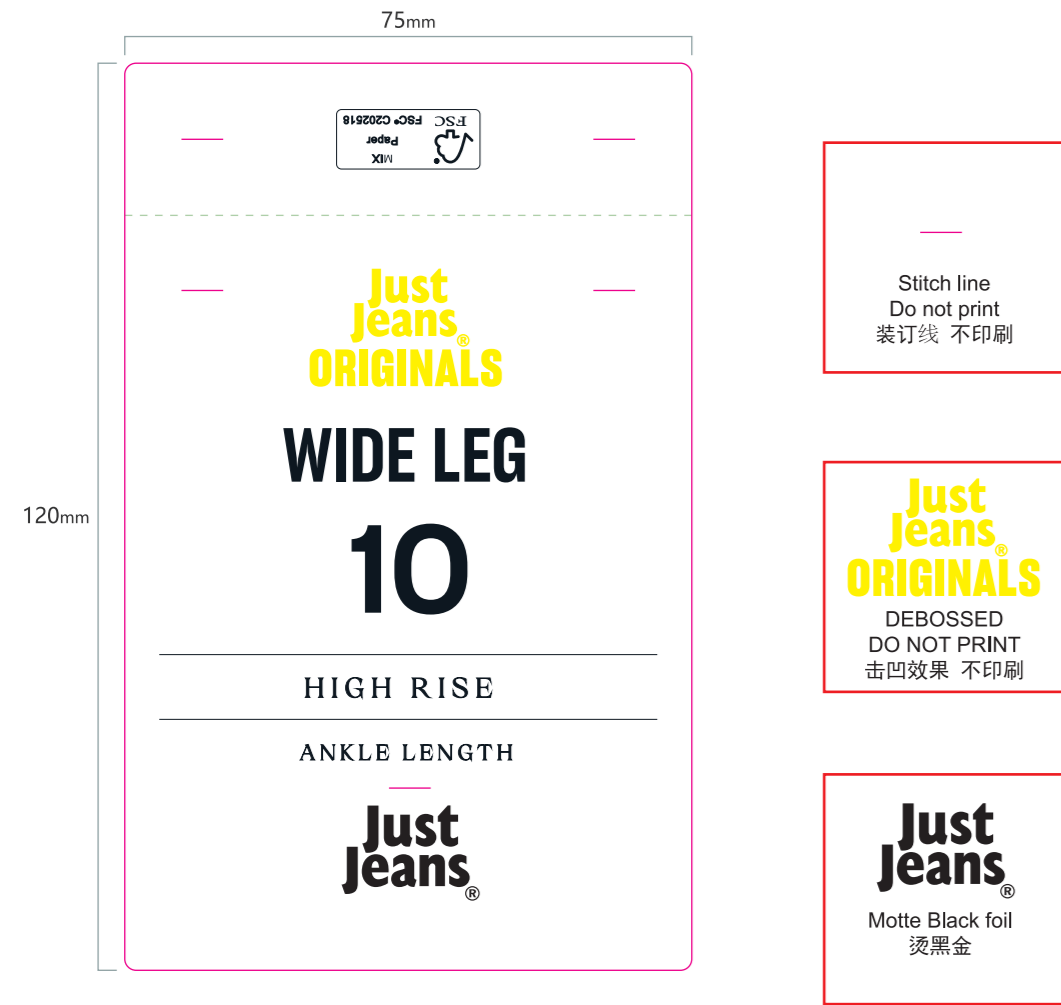 75mm
120mm
MIX
Paper
FSC
FSC® C202518
Just
Jeans®
ORIGINALS
WIDE LEG
10
HIGH RISE
ANKLE LENGTH
Just
Jeans®
Stitch line
Do not print
装订线 不印刷
Just
Jeans®
ORIGINALS
DEBOSSED
DO NOT PRINT
击凹效果 不印刷
Just
Jeans®
Motte Black foil
烫黑金